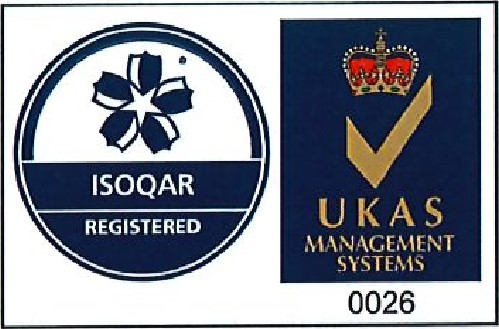 ISOQAR
REGISTERED
UKAS
MANAGEMENT
SYSTEMS
0026